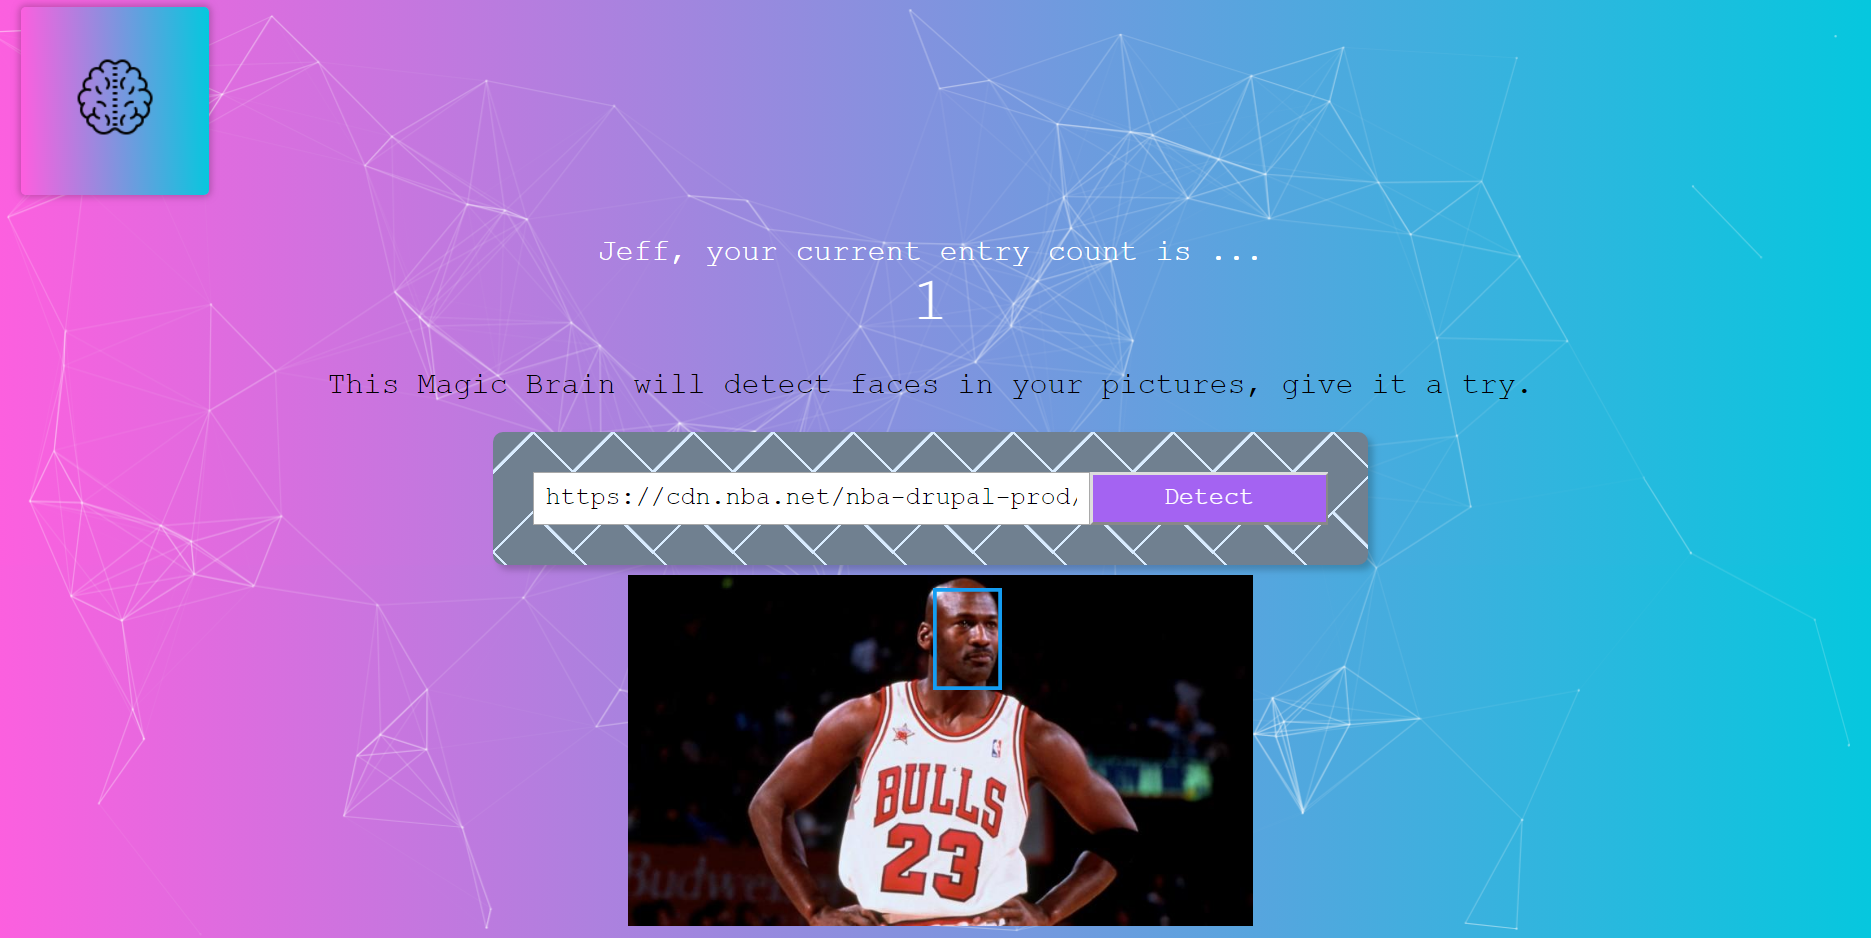 Jeff, your current entry count is ...
1
This Magic Brain will detect faces in your pictures, give it a try.
https://cdn.nba.net/nba-drupal-prod/
Detect
BULLS
23
Budweiser